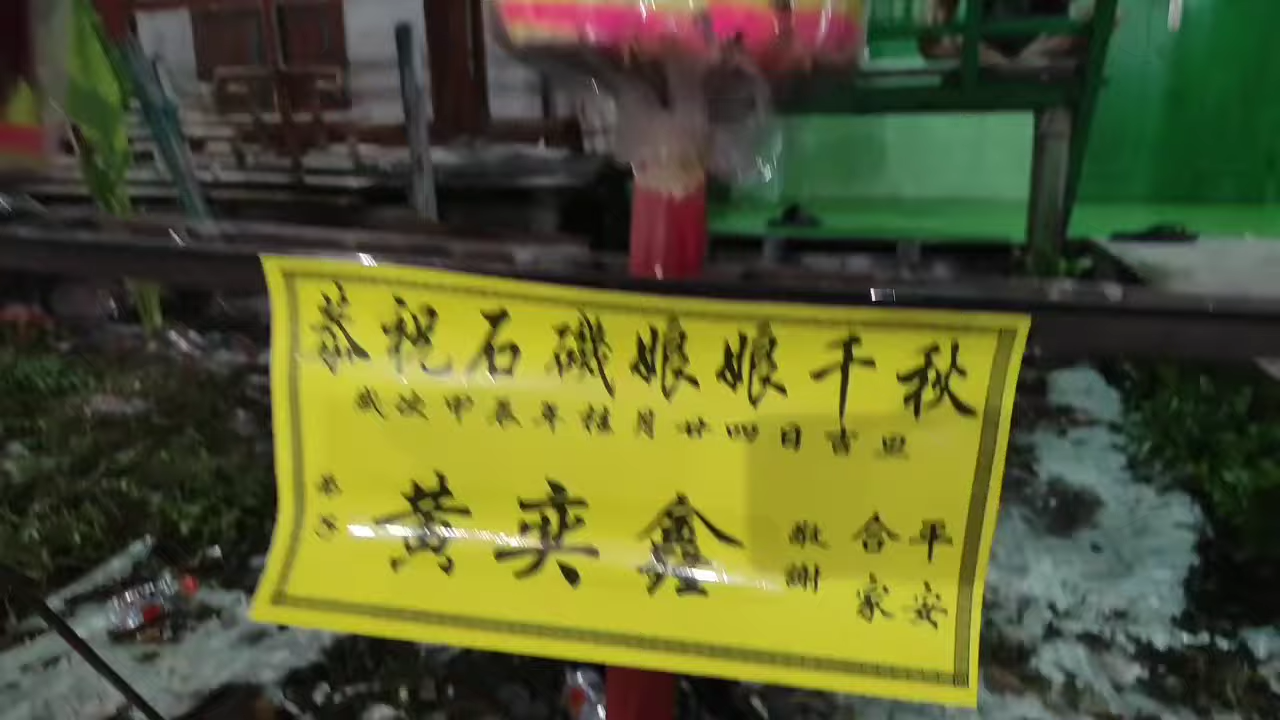 恭祝石磯娘娘千秋
歲次甲辰年桂月廿四日吉旦
黃奕鑫 敬謝 合家平安